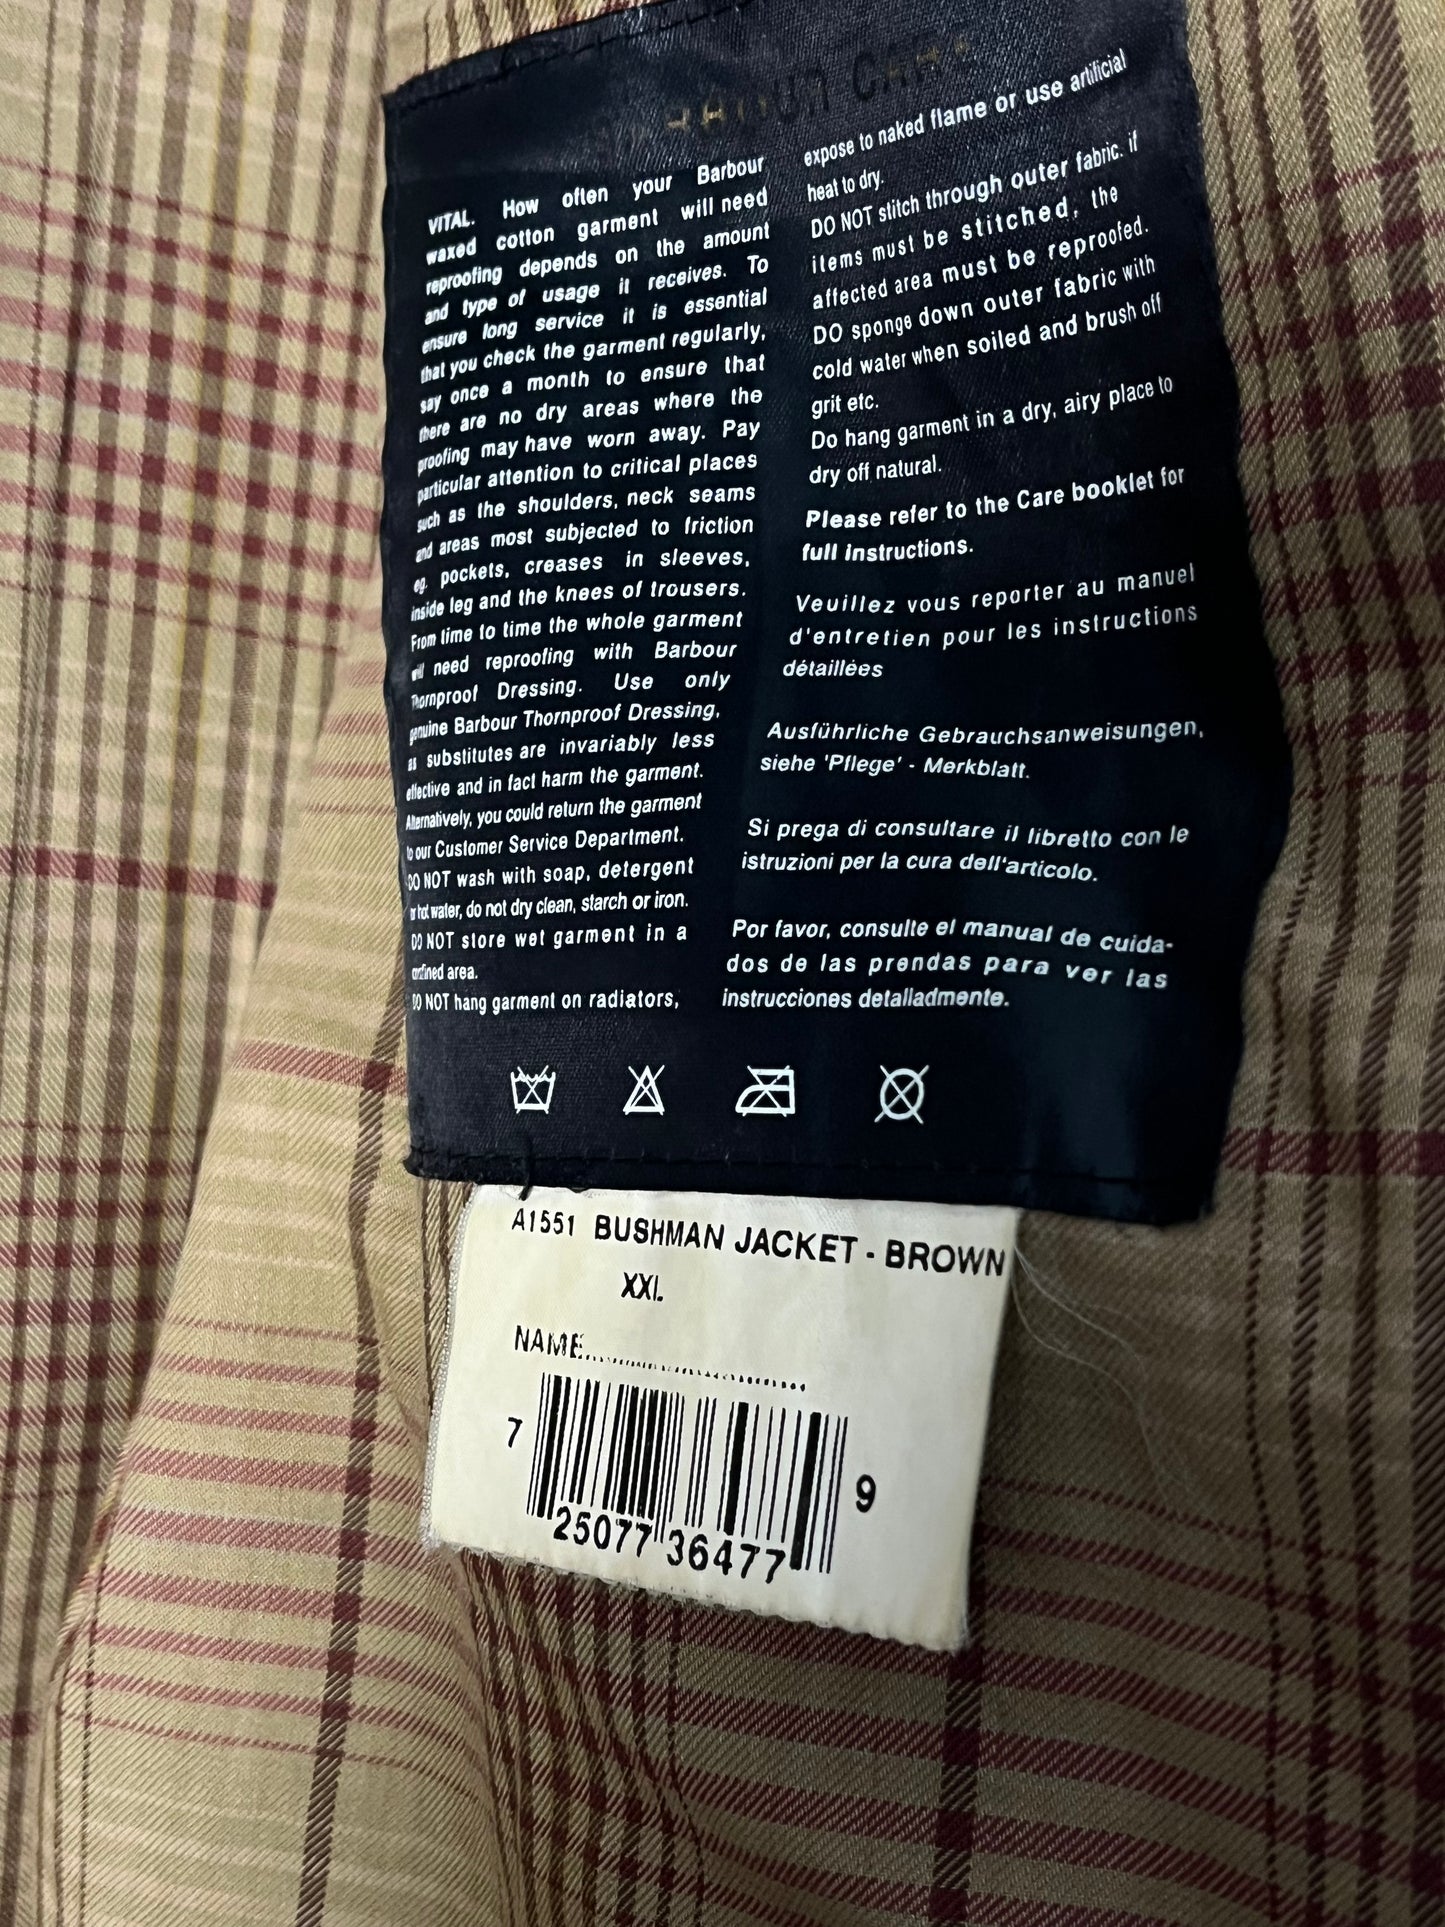 VITAL. How often your Barbour
waxed cotton garment will need
reproofing depends on the amount
and type of usage it receives. To
ensure long service it is essential
that you check the garment regularly,
say once a month to ensure that
there are no dry areas where the
proofing may have worn away. Pay
particular attention to critical places
such as the shoulders, neck seams
and areas most subjected to friction
eg. pockets, creases in sleeves,
inside leg and the knees of trousers.
From time to time the whole garment
will need reproofing with Barbour
Thornproof Dressing. Use only
genuine Barbour Thornproof Dressing,
as substitutes are invariably less
effective and in fact harm the garment.
Alternatively, you could return the garment
to our Customer Service Department.
DO NOT wash with soap, detergent
or hot water, do not dry clean, starch or iron.
DO NOT store wet garment in a
confined area.
DO NOT hang garment on radiators,
expose to naked flame or use artificial
heat to dry.
DO NOT stitch through outer fabric. if
items must be stitched, the
affected area must be reproofed.
DO sponge down outer fabric with
cold water when soiled and brush off
grit etc.
Do hang garment in a dry, airy place to
dry off natural.
Please refer to the Care booklet for
full instructions.
Veuillez vous reporter au manuel
d'entretien pour les instructions
détaillées
Ausführliche Gebrauchsanweisungen,
siehe 'Pflege' - Merkblatt.
Si prega di consultare il libretto con le
istruzioni per la cura dell'articolo.
Por favor, consulte el manual de cuida-
dos de las prendas para ver las
instrucciones detalladmente.
A1551 BUSHMAN JACKET - BROWN
XXL
NAME..............................
7 25077 36477 9